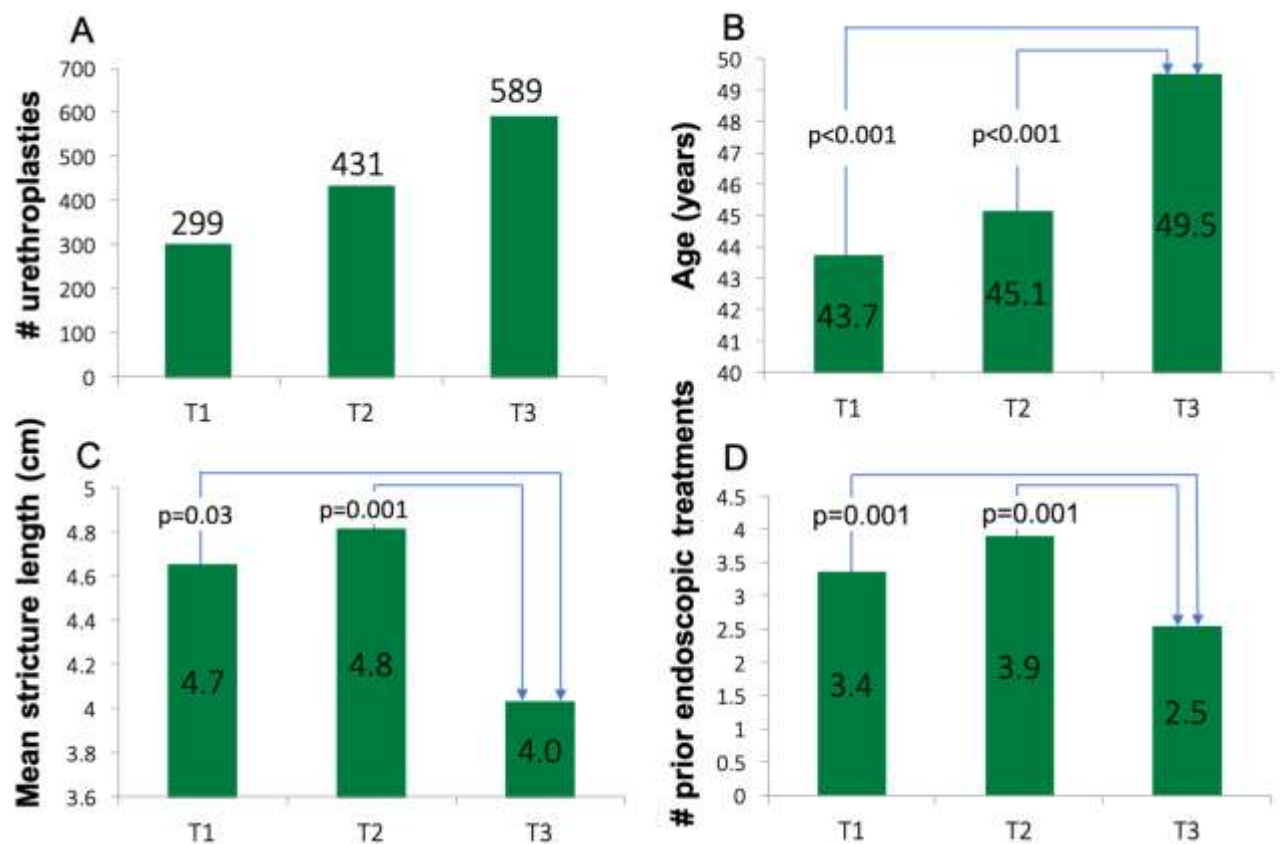 A
# urethroplasties
700
600
500
400
300
200
100
0
299
431
589
T1
T2
T3
B
Age (years)
50
49
48
47
46
45
44
43
42
41
40
p<0.001
p<0.001
43.7
45.1
49.5
T1
T2
T3
C
Mean stricture length (cm)
5
4.8
4.6
4.4
4.2
4
3.8
3.6
p=0.03
p=0.001
4.7
4.8
4.0
T1
T2
T3
D
# prior endoscopic treatments
4.5
4
3.5
3
2.5
2
1.5
1
0.5
0
p=0.001
p=0.001
3.4
3.9
2.5
T1
T2
T3